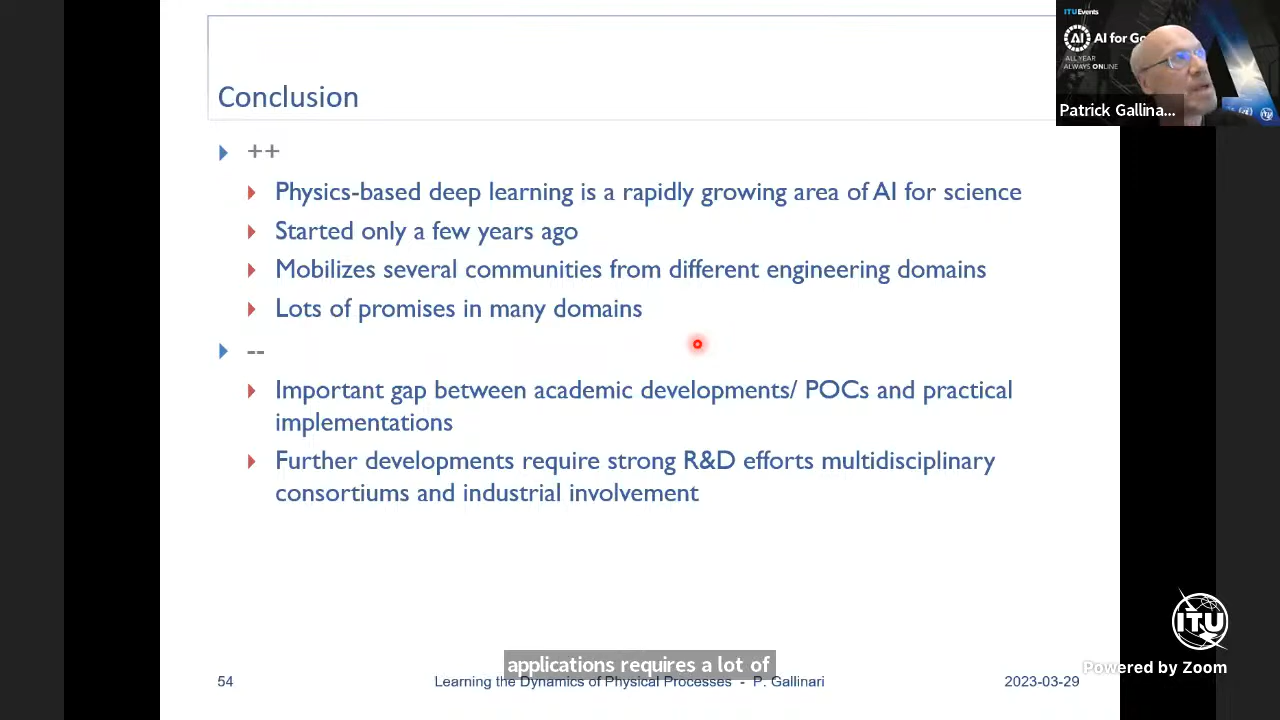 Conclusion
++
Physics-based deep learning is a rapidly growing area of AI for science
Started only a few years ago
Mobilizes several communities from different engineering domains
Lots of promises in many domains
--
Important gap between academic developments/ POCs and practical
implementations
Further developments require strong R&D efforts multidisciplinary
consortiums and industrial involvement
applications requires a lot of
54
Learning the Dynamics of Physical Processes - P. Gallinari
2023-03-29
ITUEvents
AI
AI for Go
ALL YEAR
ALWAYS ONLINE
Patrick Gallina...
ITU
Powered by Zoom